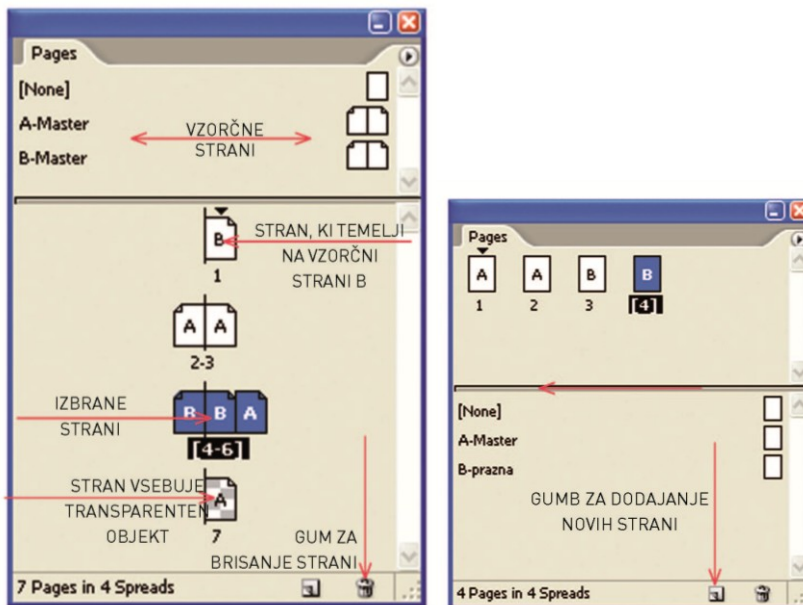 Pages
[None]
A-Master
B-Master
VZORČNE
STRANI
B
1
STRAN, KI TEMELJI
NA VZORČNI
STRANI B
A A
2-3
IZBRANE
STRANI
B B A
[4-6]
STRAN VSEBUJE
TRANSPARENTEN
OBJEKT
A
7
GUM ZA
BRISANJE STRANI
7 Pages in 4 Spreads
Pages
A A B B
1 2 3 [4]
[None]
A-Master
B-prazna
GUMB ZA DODAJANJE
NOVIH STRANI
4 Pages in 4 Spreads